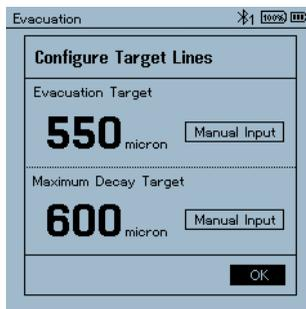 Evacuation 1 100%
Configure Target Lines
Evacuation Target
550 micron Manual Input
Maximum Decay Target
600 micron Manual Input
OK